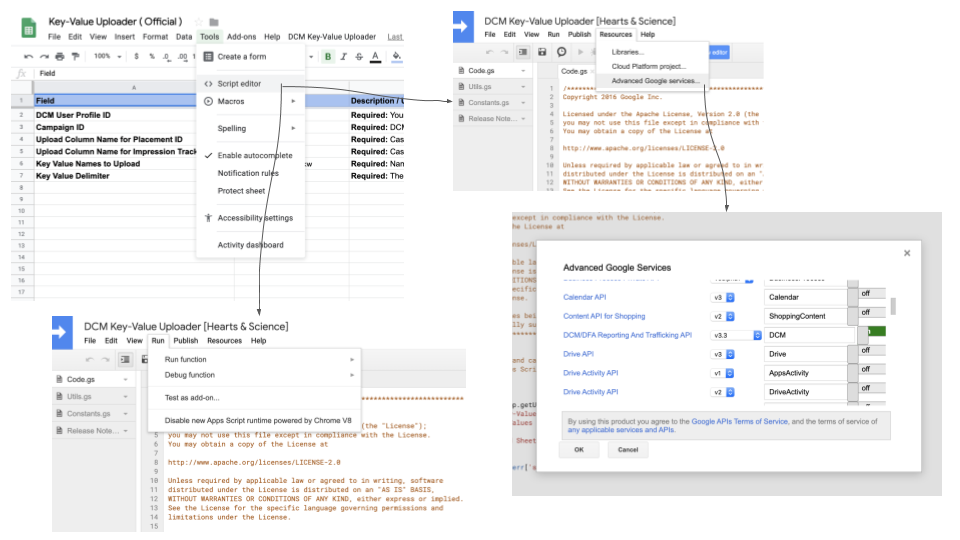 Key-Value Uploader ( Official )
File Edit View Insert Format Data Tools Add-ons Help DCM Key-Value Uploader Last
100% $ % .0 .00 B I S A
fx Field
A
1 Field Description /
2 DCM User Profile ID Required: You
3 Campaign ID Required: DCM
4 Upload Column Name for Placement ID Required: Cas
5 Upload Column Name for Impression Track Required: Cas
6 Key Value Names to Upload Required: Nam
7 Key Value Delimiter Required: The
8
9
10
11
12
13
14
15
16
17
Create a form
Script editor
Macros
Spelling
Enable autocomplete
Notification rules
Protect sheet
Accessibility settings
Activity dashboard
DCM Key-Value Uploader [Hearts & Science]
File Edit View Run Publish Resources Help
Libraries...
Cloud Platform project...
Advanced Google services...
editor
Code.gs
Utils.gs
Constants.gs
Release Note...
Code.gs
1 /********
2 Copyright 2016 Google Inc.
3
4 Licensed under the Apache License, Version 2.0 (the
5 you may not use this file except in compliance with
6 You may obtain a copy of the License at
7
8 http://www.apache.org/licenses/LICENSE-2.0
9
10 Unless required by applicable law or agreed to in wr
11 distributed under the License is distributed on an "
12 WITHOUT WARRANTIES OR CONDITIONS OF ANY KIND, either
13 See the License for the specific language governing
except in compliance with the License.
he License at
Advanced Google Services
Calendar API v3 Calendar off
Content API for Shopping v2 ShoppingContent off
DCM/DFA Reporting And Trafficking API v3.3 DCM
Drive API v3 Drive off
Drive Activity API v1 AppsActivity off
Drive Activity API v2 DriveActivity off
By using this product you agree to the Google APIs Terms of Service, and the terms of service of
any applicable services and APIs.
OK Cancel
DCM Key-Value Uploader [Hearts & Science]
File Edit View Run Publish Resources Help
Run function
Debug function
Test as add-on...
Disable new Apps Script runtime powered by Chrome V8
Code.gs
Utils.gs
Constants.gs
Release Note...
(the "License");
5 you may not use this file except in compliance with the License.
6 You may obtain a copy of the License at
7
8 http://www.apache.org/licenses/LICENSE-2.0
9
10 Unless required by applicable law or agreed to in writing, software
11 distributed under the License is distributed on an "AS IS" BASIS,
12 WITHOUT WARRANTIES OR CONDITIONS OF ANY KIND, either express or implied.
13 See the License for the specific language governing permissions and
14 limitations under the License.
15